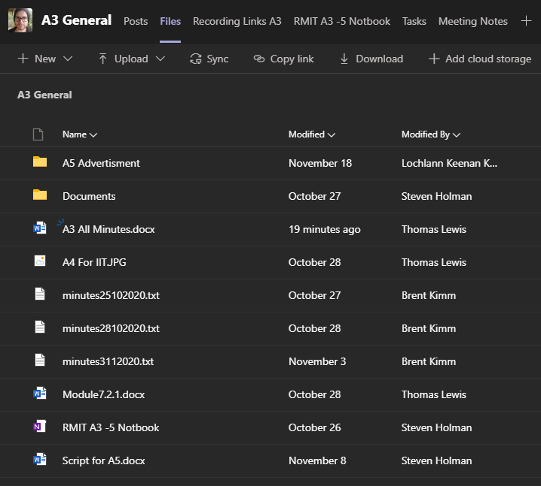 A3 General Posts Files Recording Links A3 RMIT A3 -5 Notbook Tasks Meeting Notes
New Upload Sync Copy link Download Add cloud storage
A3 General
Name Modified Modified By
A5 Advertisment November 18 Lochlann Keenan K...
Documents October 27 Steven Holman
A3 All Minutes.docx 19 minutes ago Thomas Lewis
A4 For IIT.JPG October 28 Thomas Lewis
minutes25102020.txt October 27 Brent Kimm
minutes28102020.txt October 28 Brent Kimm
minutes3112020.txt November 3 Brent Kimm
Module7.2.1.docx October 28 Thomas Lewis
RMIT A3 -5 Notbook October 26 Steven Holman
Script for A5.docx November 8 Steven Holman